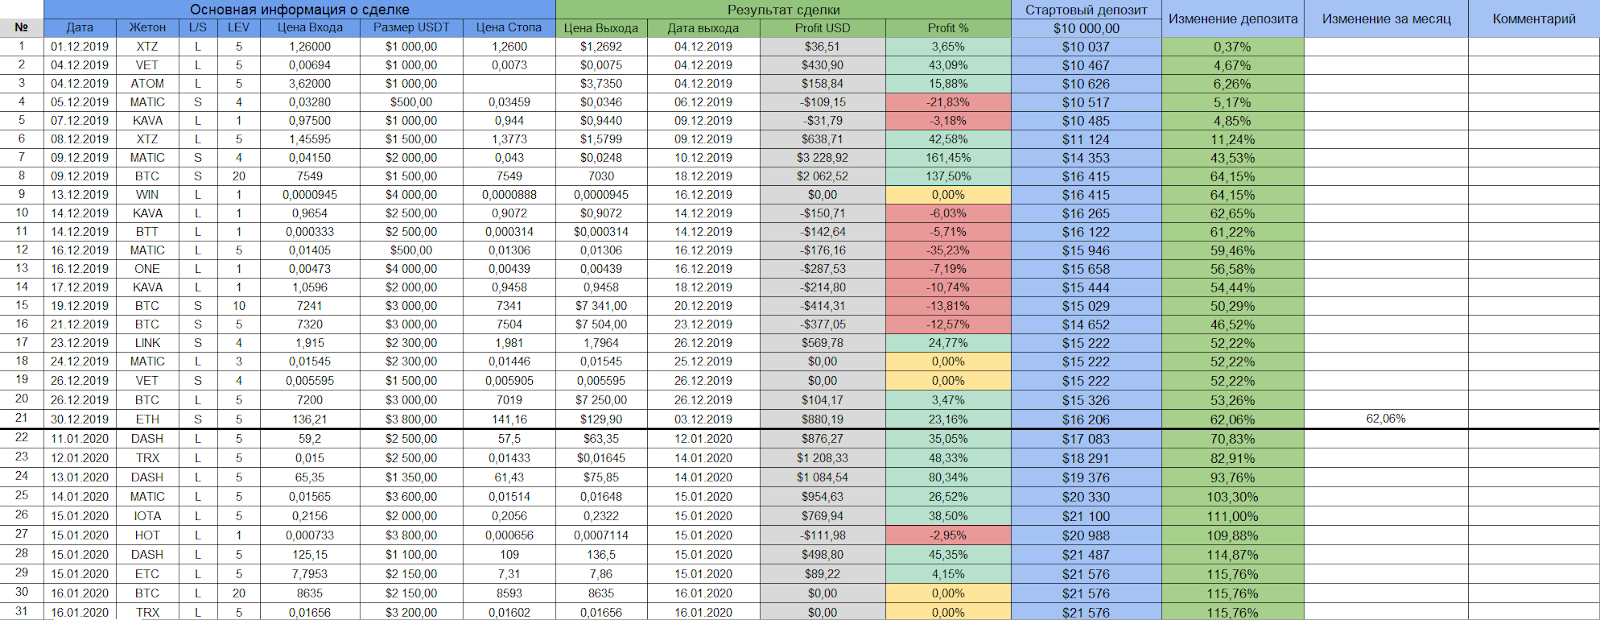 Основная информация о сделке Результат сделки Стартовый депозит Изменение депозита Изменение за месяц Комментарий
№ Дата Жетон L/S LEV Цена Входа Размер USDT Цена Стопа Цена Выхода Дата выхода Profit USD Profit % $10 000,00
1 01.12.2019 XTZ L 5 1,26000 $1 000,00 1,2600 $1,2692 04.12.2019 $36,51 3,65% $10 037 0,37%
2 04.12.2019 VET L 5 0,00694 $1 000,00 0,0073 $0,0075 04.12.2019 $430,90 43,09% $10 467 4,67%
3 04.12.2019 ATOM L 5 3,62000 $1 000,00 $3,7350 04.12.2019 $158,84 15,88% $10 626 6,26%
4 05.12.2019 MATIC S 4 0,03280 $500,00 0,03459 $0,0346 06.12.2019 -$109,15 -21,83% $10 517 5,17%
5 07.12.2019 KAVA L 1 0,97500 $1 000,00 0,944 $0,9440 09.12.2019 -$31,79 -3,18% $10 485 4,85%
6 08.12.2019 XTZ L 5 1,45595 $1 500,00 1,3773 $1,5799 09.12.2019 $638,71 42,58% $11 124 11,24%
7 09.12.2019 MATIC S 4 0,04150 $2 000,00 0,043 $0,0248 10.12.2019 $3 228,92 161,45% $14 353 43,53%
8 09.12.2019 BTC S 20 7549 $1 500,00 7549 7030 18.12.2019 $2 062,52 137,50% $16 415 64,15%
9 13.12.2019 WIN L 1 0,0000945 $4 000,00 0,0000888 0,0000945 16.12.2019 $0,00 0,00% $16 415 64,15%
10 14.12.2019 KAVA L 1 0,9654 $2 500,00 0,9072 $0,9072 14.12.2019 -$150,71 -6,03% $16 265 62,65%
11 14.12.2019 BTT L 1 0,000333 $2 500,00 0,000314 $0,000314 14.12.2019 -$142,64 -5,71% $16 122 61,22%
12 16.12.2019 MATIC L 5 0,01405 $500,00 0,01306 0,01306 16.12.2019 -$176,16 -35,23% $15 946 59,46%
13 16.12.2019 ONE L 1 0,00473 $4 000,00 0,00439 0,00439 16.12.2019 -$287,53 -7,19% $15 658 56,58%
14 17.12.2019 KAVA L 1 1,0596 $2 000,00 0,9458 0,9458 18.12.2019 -$214,80 -10,74% $15 444 54,44%
15 19.12.2019 BTC S 10 7241 $3 000,00 7341 $7 341,00 20.12.2019 -$414,31 -13,81% $15 029 50,29%
16 21.12.2019 BTC S 5 7320 $3 000,00 7504 $7 504,00 23.12.2019 -$377,05 -12,57% $14 652 46,52%
17 23.12.2019 LINK S 4 1,915 $2 300,00 1,981 1,7964 26.12.2019 $569,78 24,77% $15 222 52,22%
18 24.12.2019 MATIC L 3 0,01545 $2 300,00 0,01446 0,01545 25.12.2019 $0,00 0,00% $15 222 52,22%
19 26.12.2019 VET S 4 0,005595 $1 500,00 0,005905 0,005595 26.12.2019 $0,00 0,00% $15 222 52,22%
20 26.12.2019 BTC L 5 7200 $3 000,00 7019 $7 250,00 26.12.2019 $104,17 3,47% $15 326 53,26%
21 30.12.2019 ETH S 5 136,21 $3 800,00 141,16 $129,90 03.12.2019 $880,19 23,16% $16 206 62,06% 62,06%
22 11.01.2020 DASH L 5 59,2 $2 500,00 57,5 $63,35 12.01.2020 $876,27 35,05% $17 083 70,83%
23 12.01.2020 TRX L 5 0,015 $2 500,00 0,01433 $0,01645 14.01.2020 $1 208,33 48,33% $18 291 82,91%
24 13.01.2020 DASH L 5 65,35 $1 350,00 61,43 $75,85 14.01.2020 $1 084,54 80,34% $19 376 93,76%
25 14.01.2020 MATIC L 5 0,01565 $3 600,00 0,01514 0,01648 15.01.2020 $954,63 26,52% $20 330 103,30%
26 15.01.2020 IOTA L 5 0,2156 $2 000,00 0,2056 0,2322 15.01.2020 $769,94 38,50% $21 100 111,00%
27 15.01.2020 HOT L 1 0,000733 $3 800,00 0,000656 0,0007114 15.01.2020 -$111,98 -2,95% $20 988 109,88%
28 15.01.2020 DASH L 5 125,15 $1 100,00 109 136,5 15.01.2020 $498,80 45,35% $21 487 114,87%
29 15.01.2020 ETC L 5 7,7953 $2 150,00 7,31 7,86 15.01.2020 $89,22 4,15% $21 576 115,76%
30 16.01.2020 BTC L 20 8635 $2 150,00 8593 8635 16.01.2020 $0,00 0,00% $21 576 115,76%
31 16.01.2020 TRX L 5 0,01656 $3 200,00 0,01602 0,01656 16.01.2020 $0,00 0,00% $21 576 115,76%